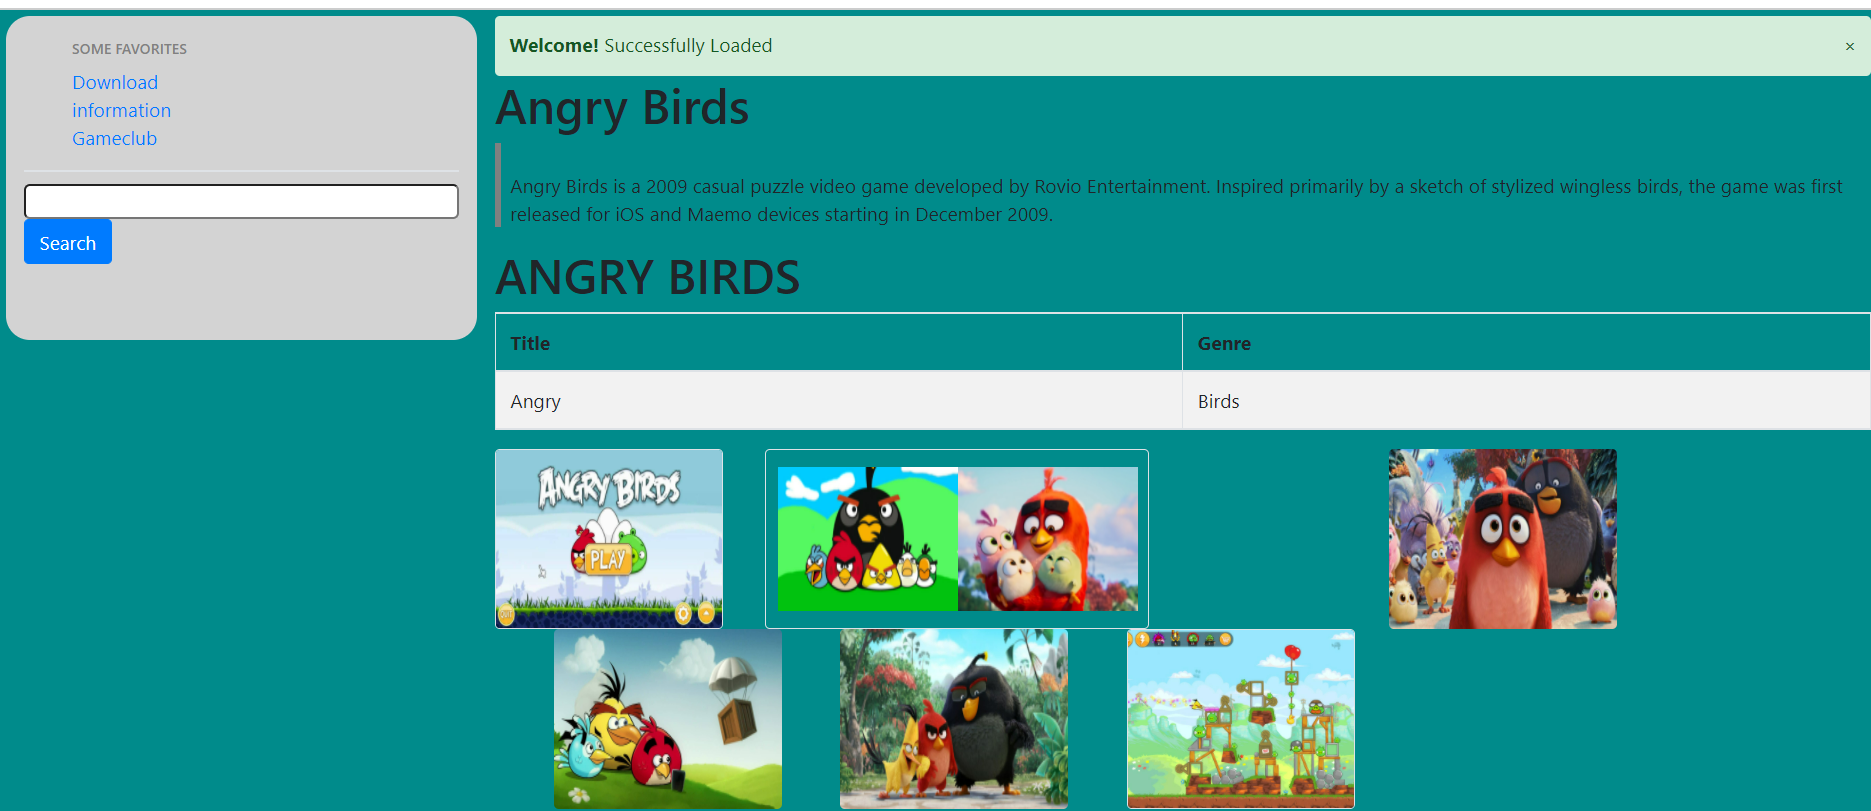 SOME FAVORITES
Download
information
Gameclub
Search
Welcome! Successfully Loaded
×
Angry Birds
Angry Birds is a 2009 casual puzzle video game developed by Rovio Entertainment. Inspired primarily by a sketch of stylized wingless birds, the game was first
released for iOS and Maemo devices starting in December 2009.
ANGRY BIRDS
Title Genre
Angry Birds
ANGRY BIRDS
PLAY